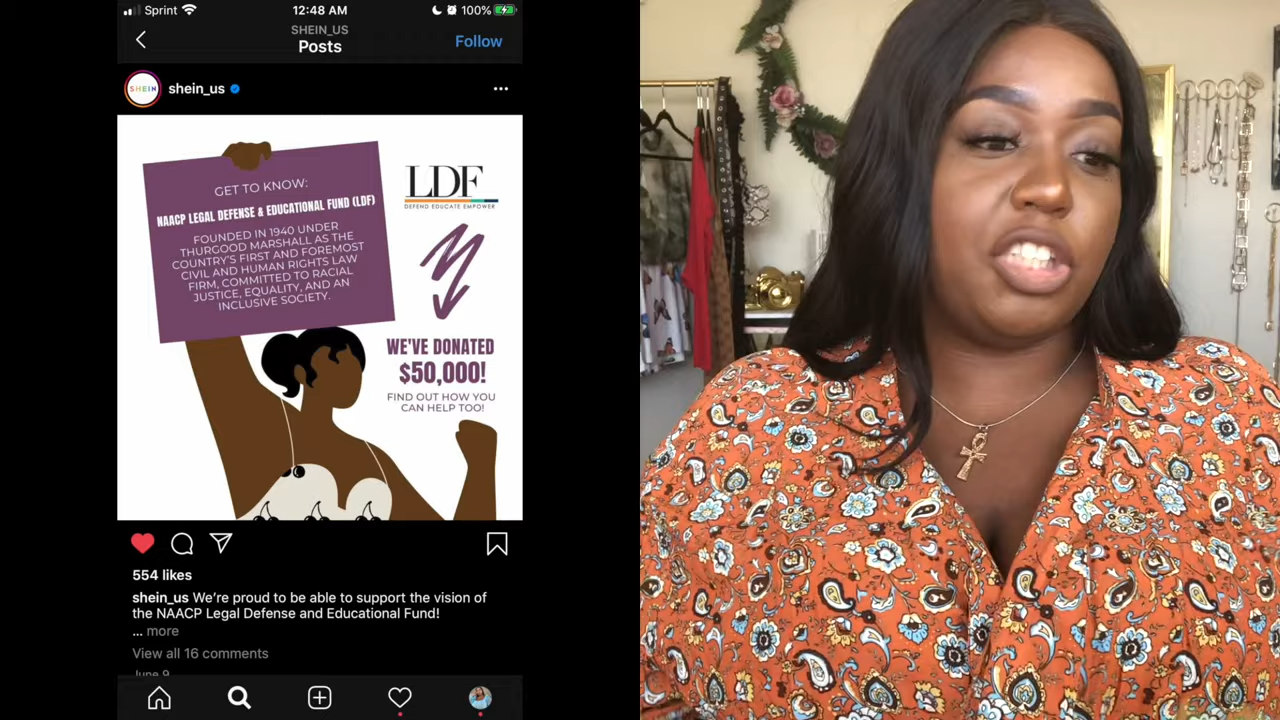 Sprint
12:48 AM
100%
SHEIN_US
Posts
Follow
SHEIN
shein_us
GET TO KNOW:
NAACP LEGAL DEFENSE & EDUCATIONAL FUND (LDF)
FOUNDED IN 1940 UNDER
THURGOOD MARSHALL AS THE
COUNTRY'S FIRST AND FOREMOST
CIVIL AND HUMAN RIGHTS LAW
FIRM, COMMITTED TO RACIAL
JUSTICE, EQUALITY, AND AN
INCLUSIVE SOCIETY.
LDF
DEFEND EDUCATE EMPOWER
WE'VE DONATED
$50,000!
FIND OUT HOW YOU
CAN HELP TOO!
554 likes
shein_us We're proud to be able to support the vision of
the NAACP Legal Defense and Educational Fund!
... more
View all 16 comments
June 9